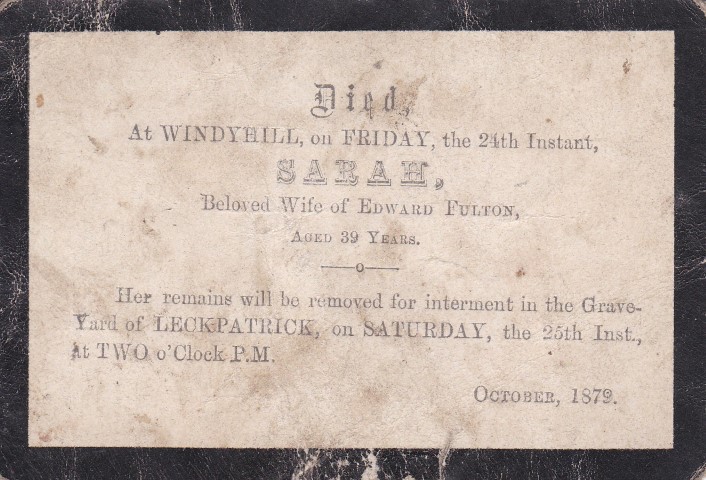 Died,
At WINDYHILL, on FRIDAY, the 24th Instant,
SARAH,
Beloved Wife of EDWARD FULTON,
AGED 39 YEARS.
Her remains will be removed for interment in the Grave-
Yard of LECKPATRICK, on SATURDAY, the 25th Inst.,
At TWO o'Clock P.M.
OCTOBER, 1879.